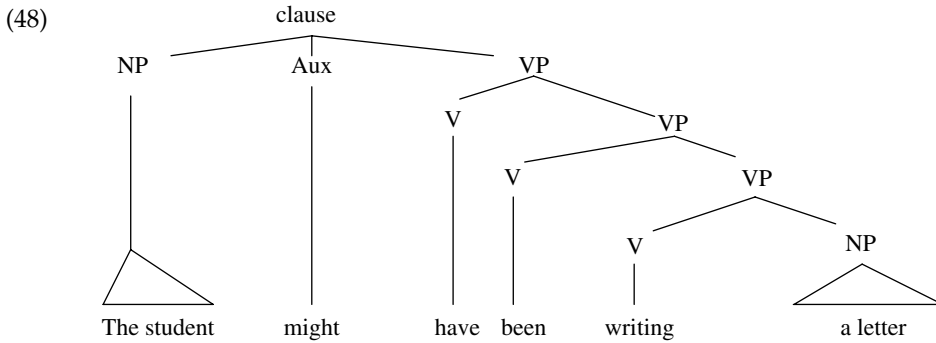 (48)
clause
NP Aux VP
V VP
V VP
V NP
The student might have been writing a letter